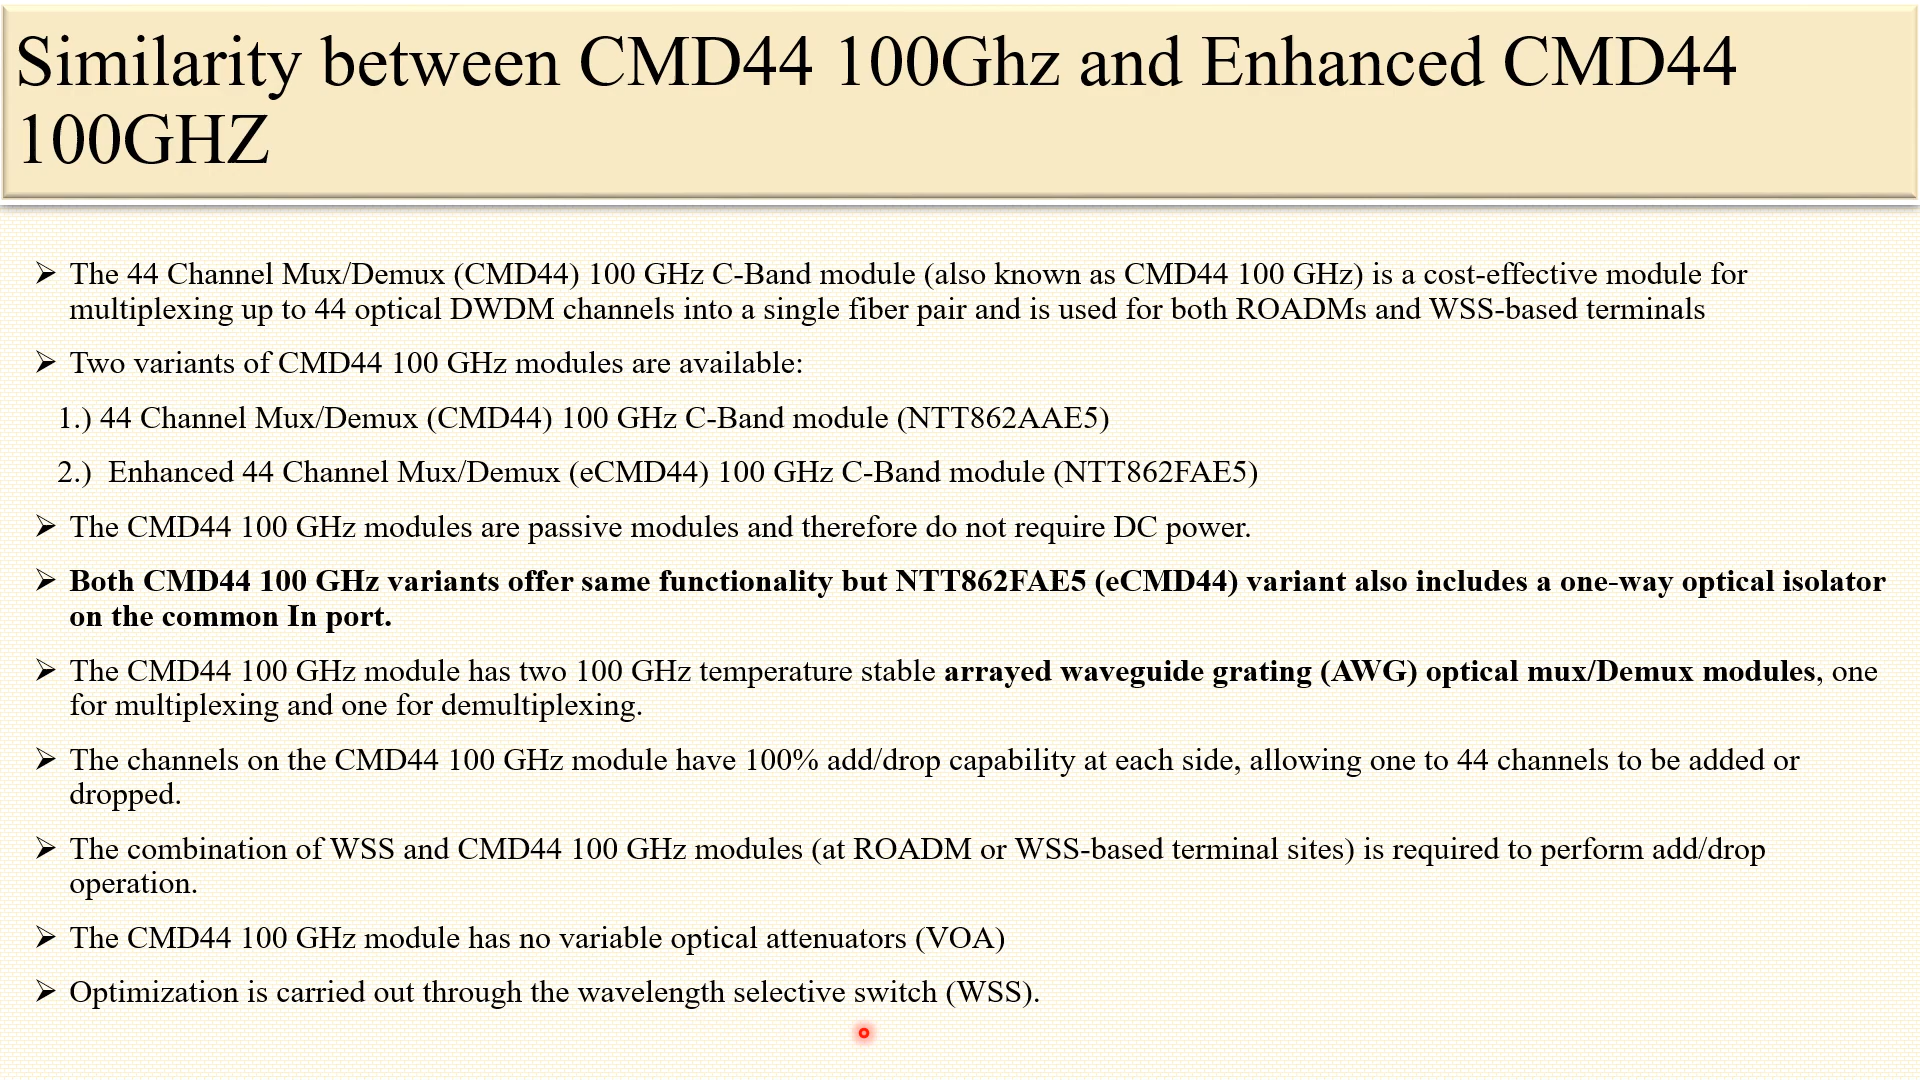 Similarity between CMD44 100Ghz and Enhanced CMD44
100GHZ
➢ The 44 Channel Mux/Demux (CMD44) 100 GHz C-Band module (also known as CMD44 100 GHz) is a cost-effective module for
multiplexing up to 44 optical DWDM channels into a single fiber pair and is used for both ROADMs and WSS-based terminals
➢ Two variants of CMD44 100 GHz modules are available:
1.) 44 Channel Mux/Demux (CMD44) 100 GHz C-Band module (NTT862AAE5)
2.) Enhanced 44 Channel Mux/Demux (eCMD44) 100 GHz C-Band module (NTT862FAE5)
➢ The CMD44 100 GHz modules are passive modules and therefore do not require DC power.
➢ Both CMD44 100 GHz variants offer same functionality but NTT862FAE5 (eCMD44) variant also includes a one-way optical isolator
on the common In port.
➢ The CMD44 100 GHz module has two 100 GHz temperature stable arrayed waveguide grating (AWG) optical mux/Demux modules, one
for multiplexing and one for demultiplexing.
➢ The channels on the CMD44 100 GHz module have 100% add/drop capability at each side, allowing one to 44 channels to be added or
dropped.
➢ The combination of WSS and CMD44 100 GHz modules (at ROADM or WSS-based terminal sites) is required to perform add/drop
operation.
➢ The CMD44 100 GHz module has no variable optical attenuators (VOA)
➢ Optimization is carried out through the wavelength selective switch (WSS).